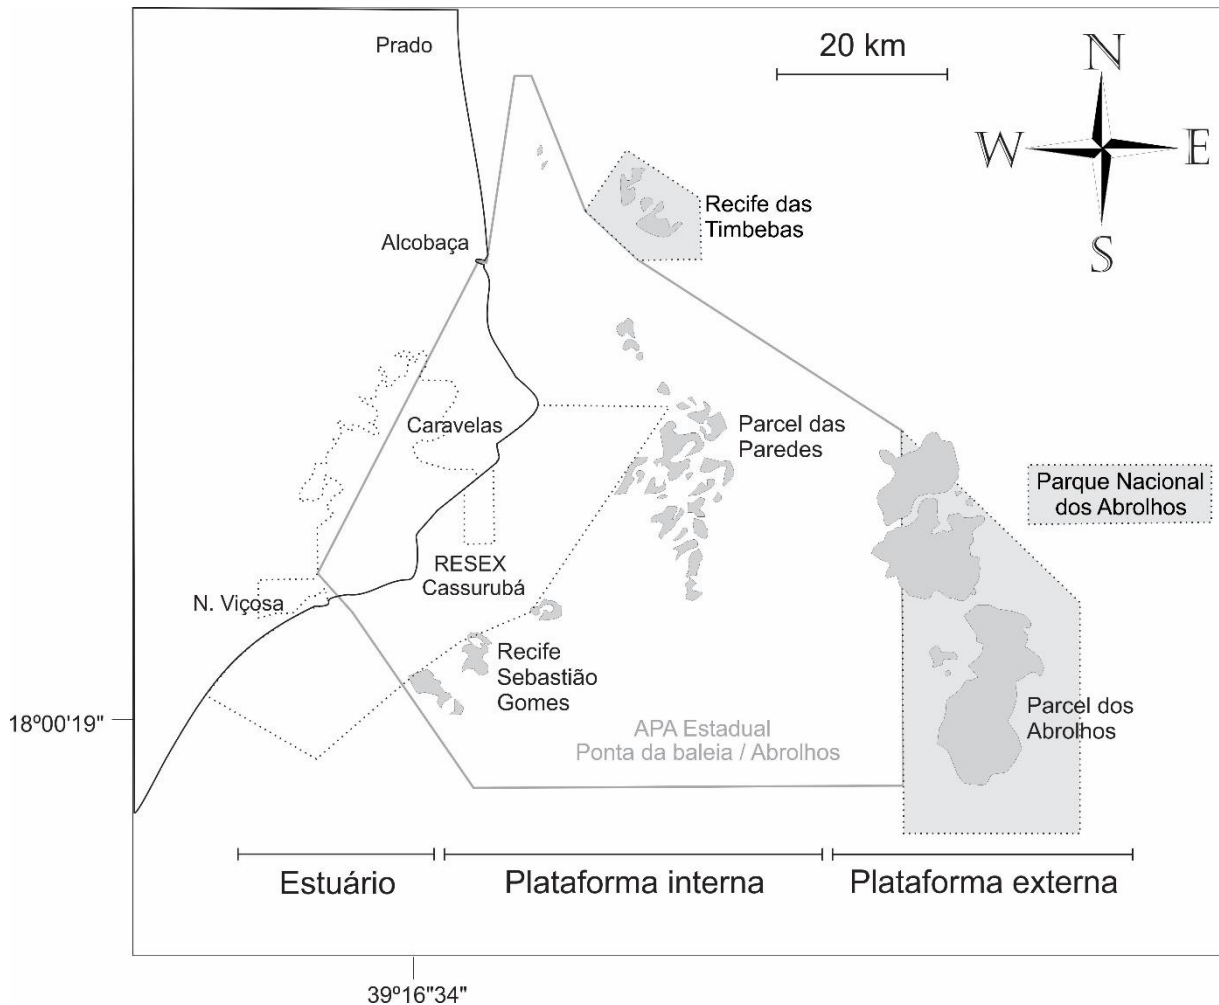 Prado
20 km
N
W
E
S
Recife das
Timbebas
Alcobaça
Caravelas
Parcel das
Paredes
Parque Nacional
dos Abrolhos
RESEX
Cassurubá
N. Viçosa
Recife
Sebastião
Gomes
Parcel dos
Abrolhos
18º00'19"
APA Estadual
Ponta da baleia / Abrolhos
Estuário
Plataforma interna
Plataforma externa
39º16"34"